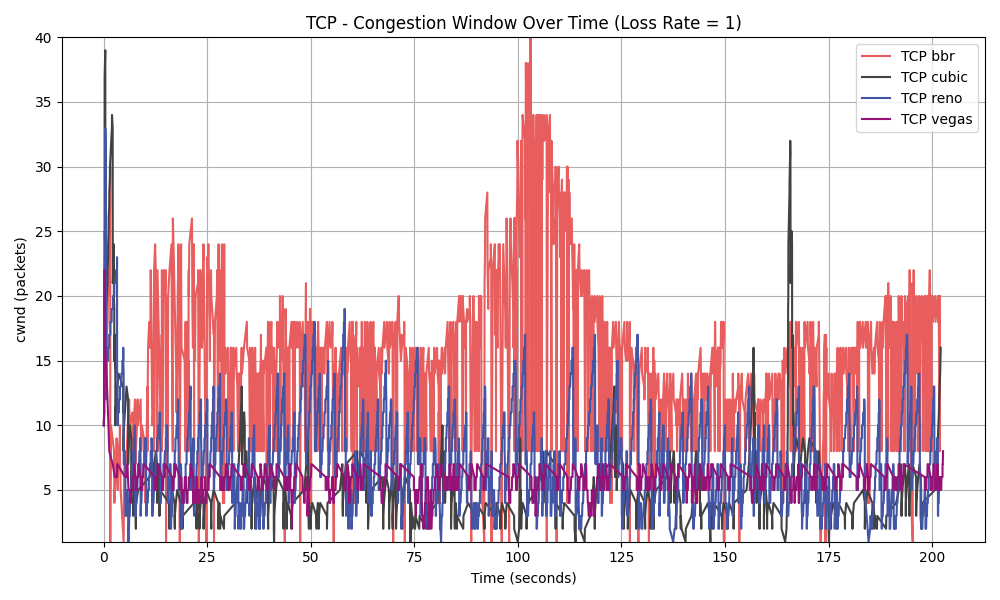 TCP - Congestion Window Over Time (Loss Rate = 1)
TCP bbr
TCP cubic
TCP reno
TCP vegas
cwnd (packets)
40
35
30
25
20
15
10
5
0
25
50
75
100
125
150
175
200
Time (seconds)